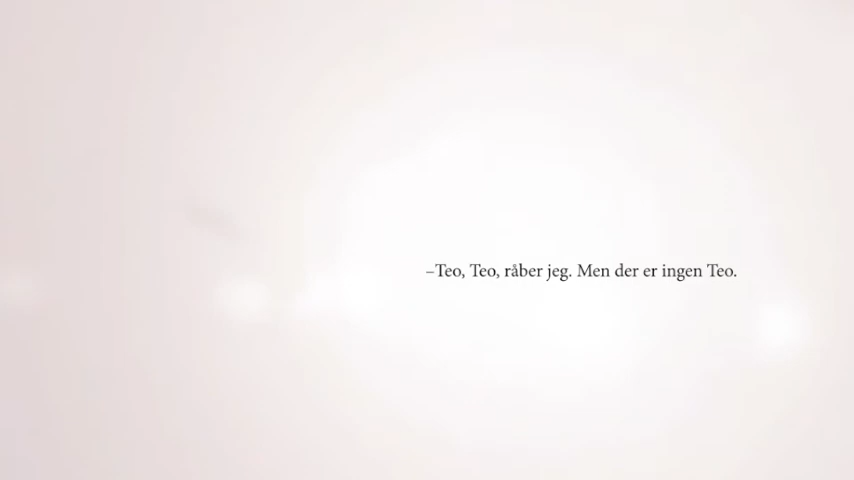 –Teo, Teo, råber jeg. Men der er ingen Teo.